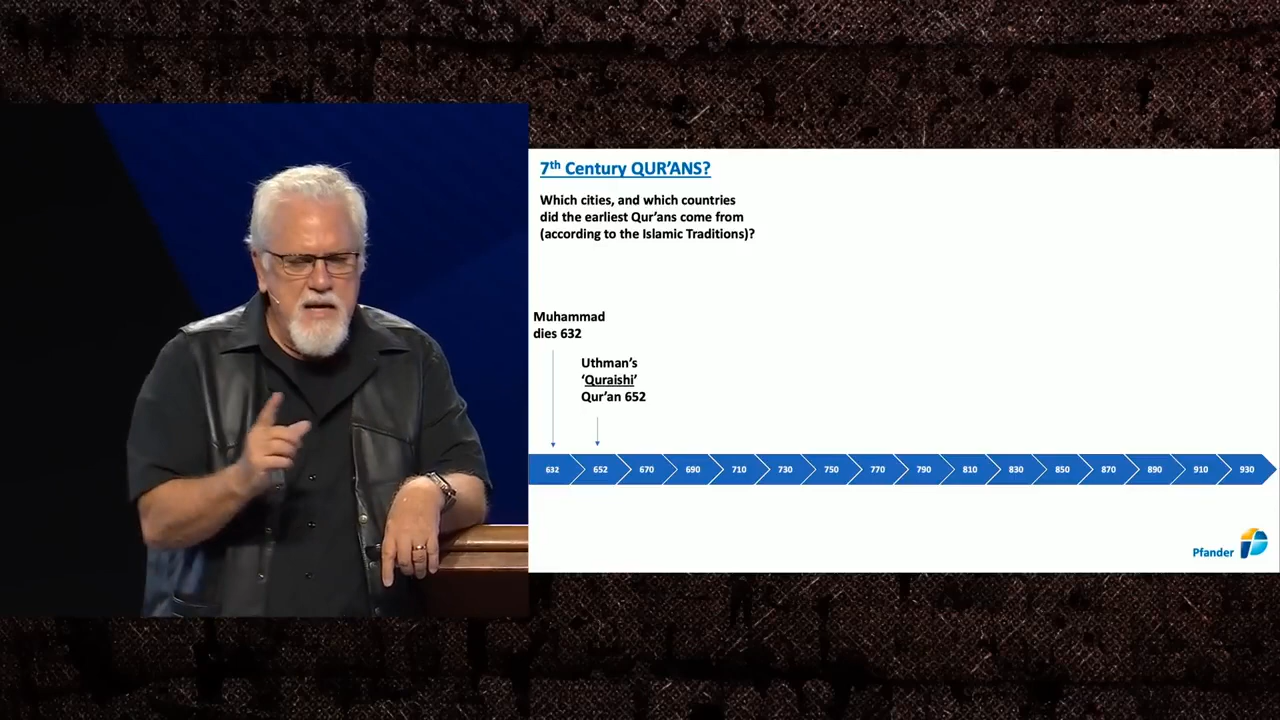 7th Century QUR'ANS?
Which cities, and which countries
did the earliest Qur'ans come from
(according to the Islamic Traditions)?
Muhammad
dies 632
Uthman's
‘Quraishi’
Qur'an 652
632 652 670 690 710 730 750 770 790 810 830 850 870 890 910 930
Pfander